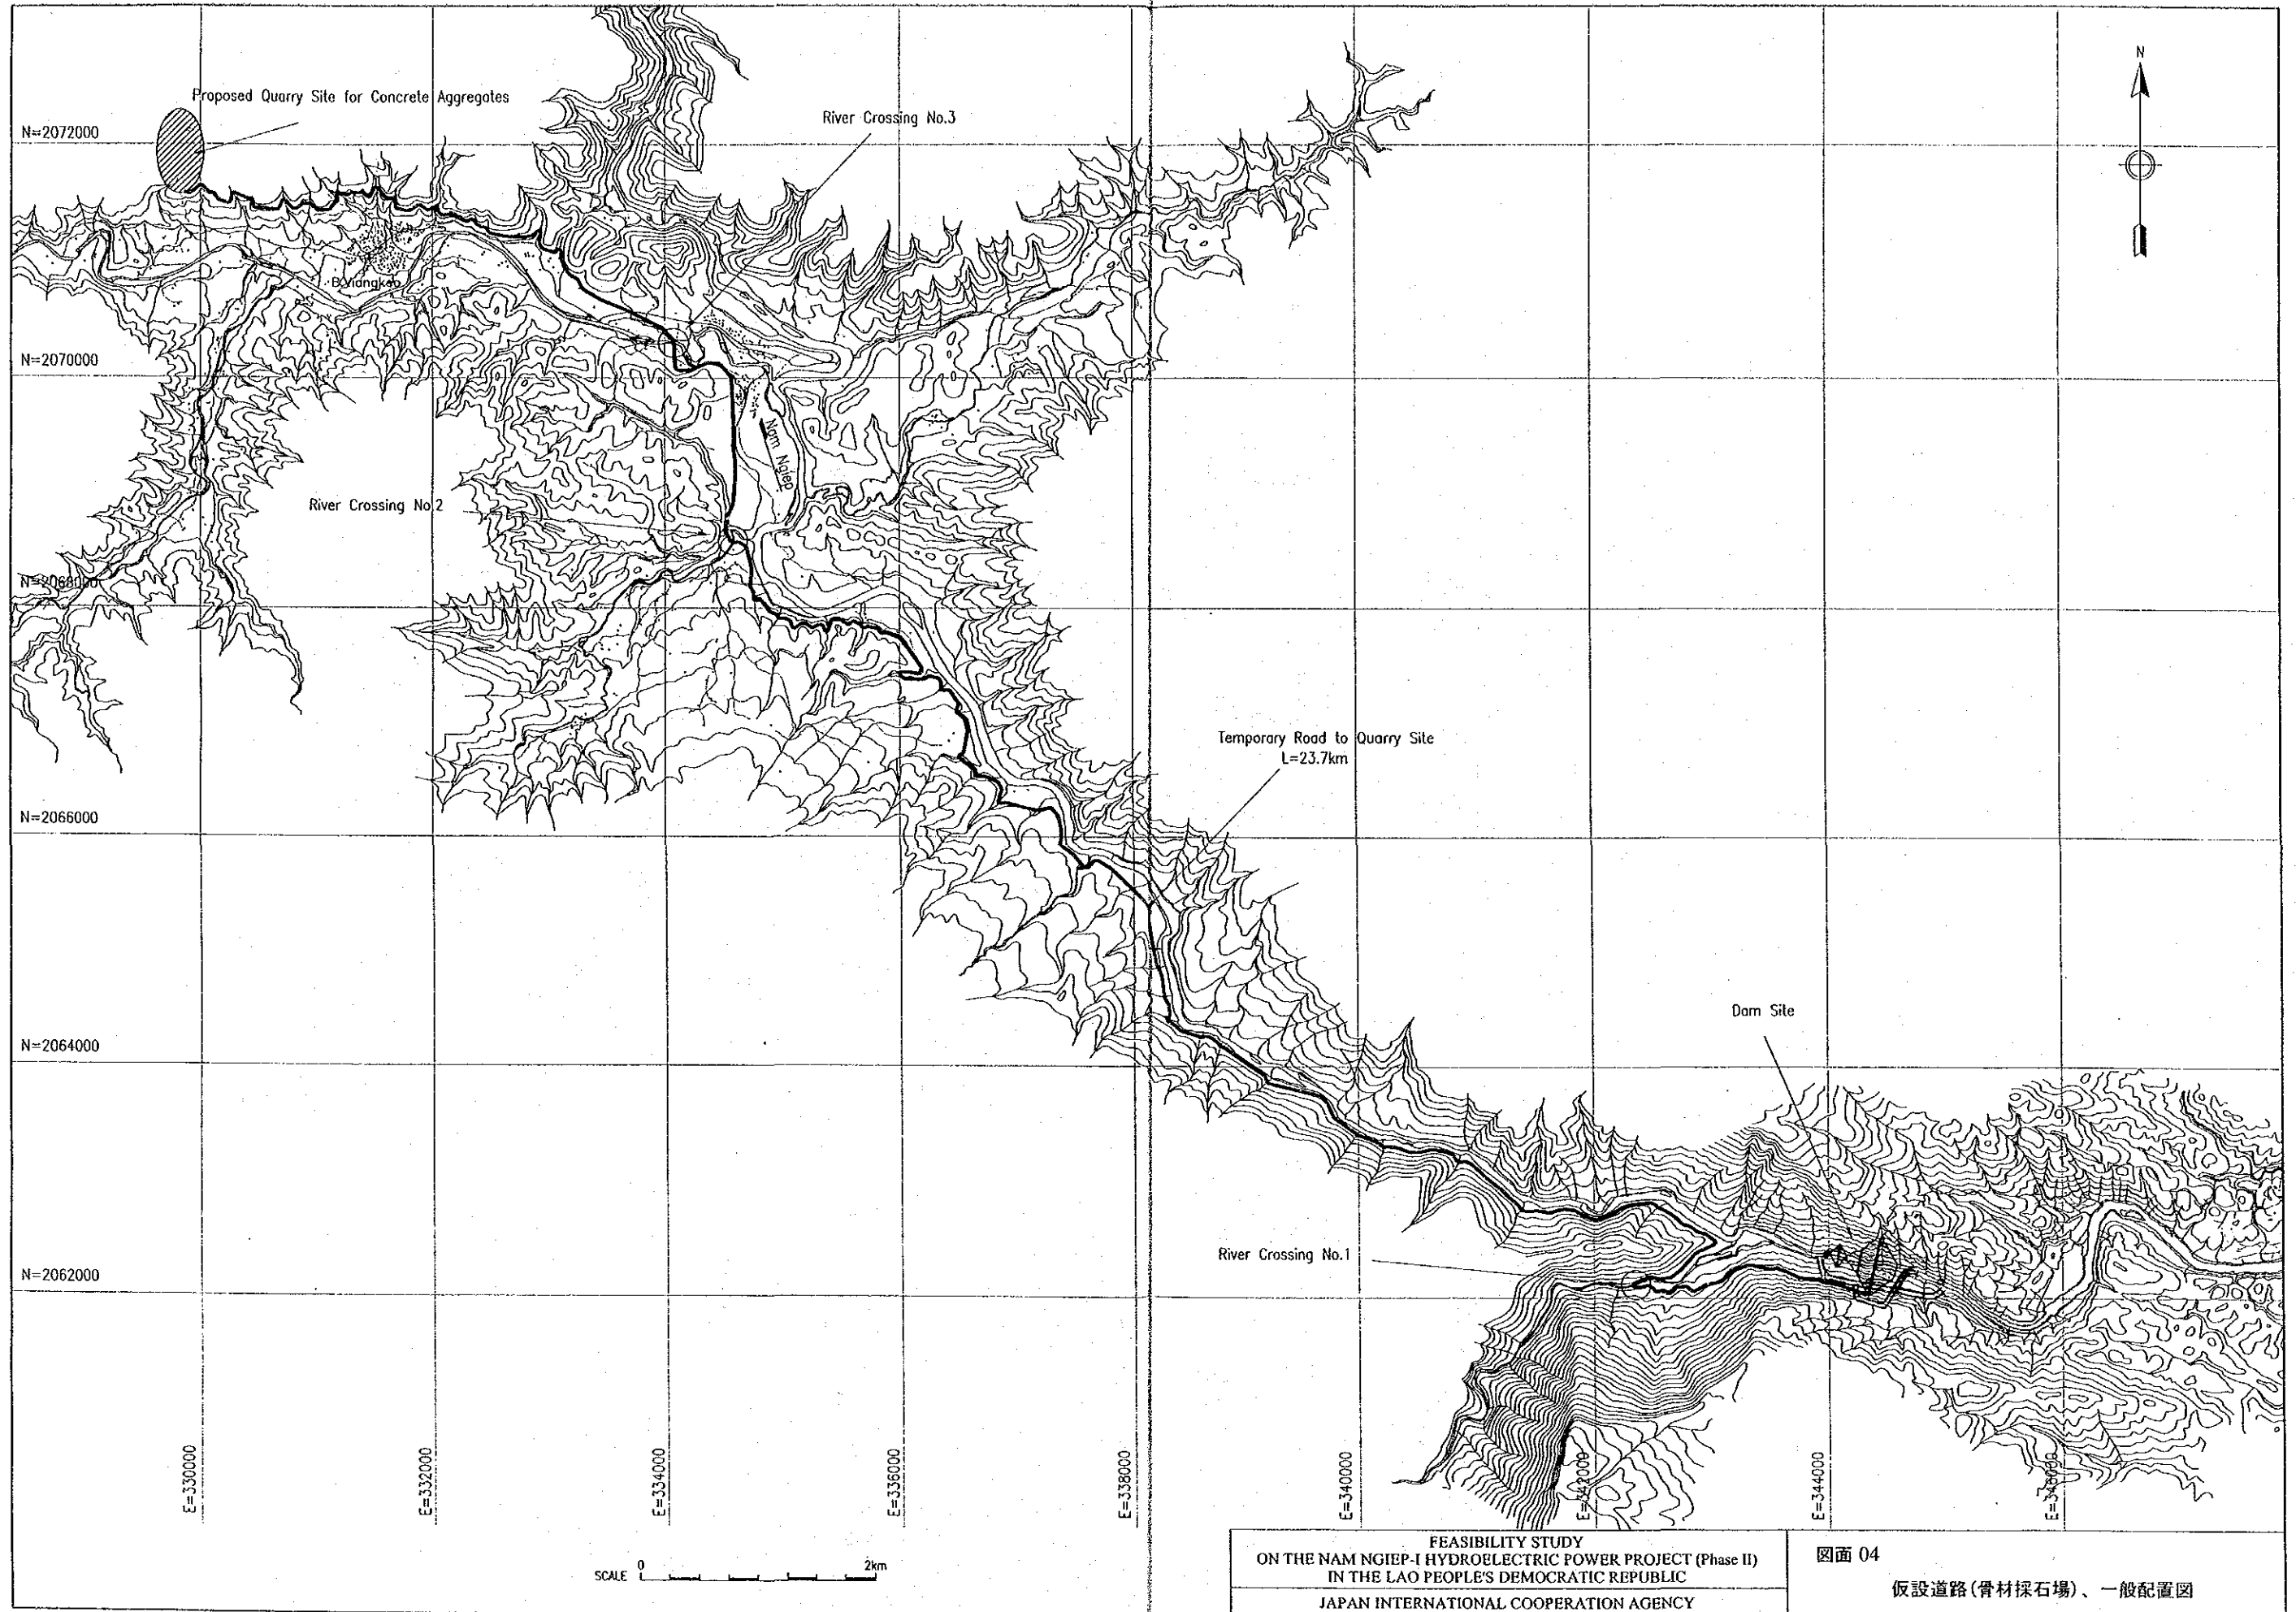 N
Proposed Quarry Site for Concrete Aggregates
River Crossing No.3
N=2072000
B.Viangkao
N=2070000
Nam Ngiep
River Crossing No.2
N=2068000
Temporary Road to Quarry Site
L=23.7km
N=2066000
Dam Site
N=2064000
River Crossing No.1
N=2062000
E=330000
E=332000
E=334000
E=336000
E=338000
E=340000
E=342000
E=344000
E=346000
SCALE 0 2km
FEASIBILITY STUDY
ON THE NAM NGIEP-I HYDROELECTRIC POWER PROJECT (Phase II)
IN THE LAO PEOPLE'S DEMOCRATIC REPUBLIC
JAPAN INTERNATIONAL COOPERATION AGENCY
図面 04
仮設道路(骨材採石場)、一般配置図